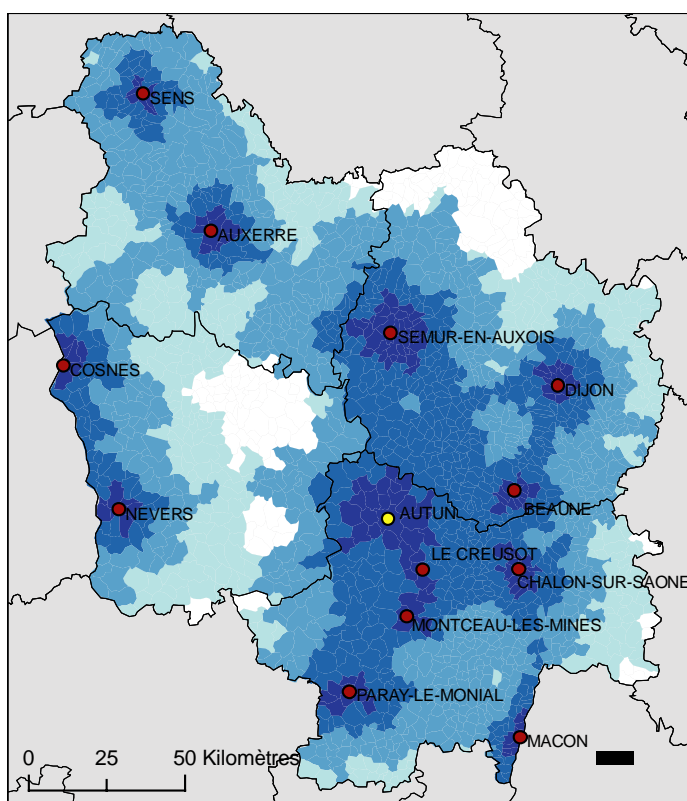 SENS
AUXERRE
SEMUR-EN-AUXOIS
COSNES
DIJON
BEAUNE
NEVERS
AUTUN
LE CREUSOT
CHALON-SUR-SAONE
MONTCEAU-LES-MINES
PARAY-LE-MONIAL
MACON
0 25 50 Kilomètres